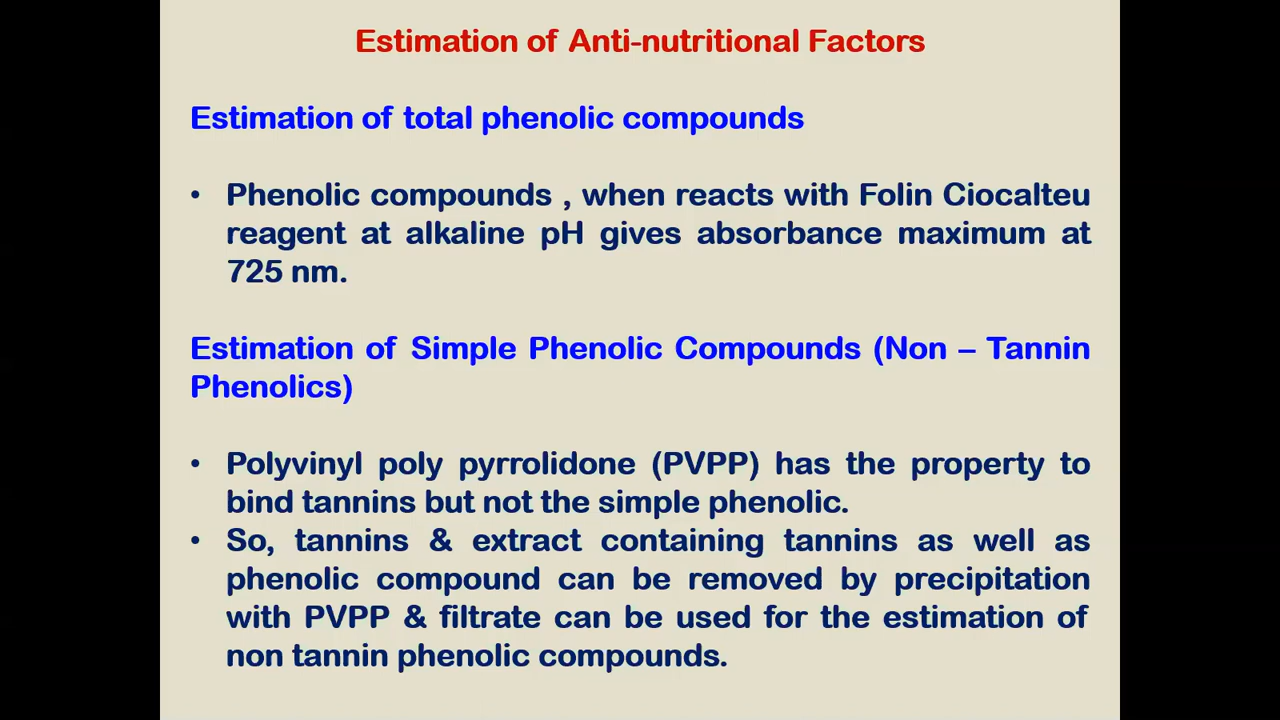 Estimation of Anti-nutritional Factors
Estimation of total phenolic compounds
• Phenolic compounds , when reacts with Folin Ciocalteu
reagent at alkaline pH gives absorbance maximum at
725 nm.
Estimation of Simple Phenolic Compounds (Non – Tannin
Phenolics)
• Polyvinyl poly pyrrolidone (PVPP) has the property to
bind tannins but not the simple phenolic.
• So, tannins & extract containing tannins as well as
phenolic compound can be removed by precipitation
with PVPP & filtrate can be used for the estimation of
non tannin phenolic compounds.